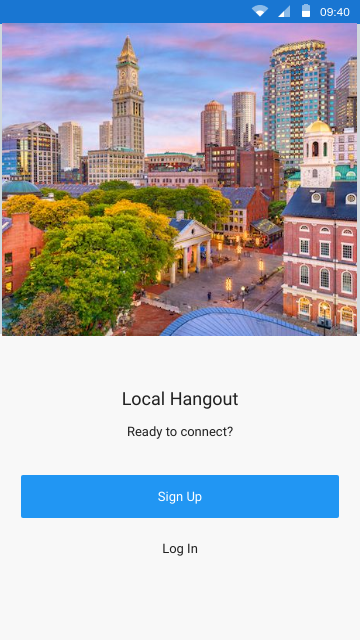 09:40
Local Hangout
Ready to connect?
Sign Up
Log In